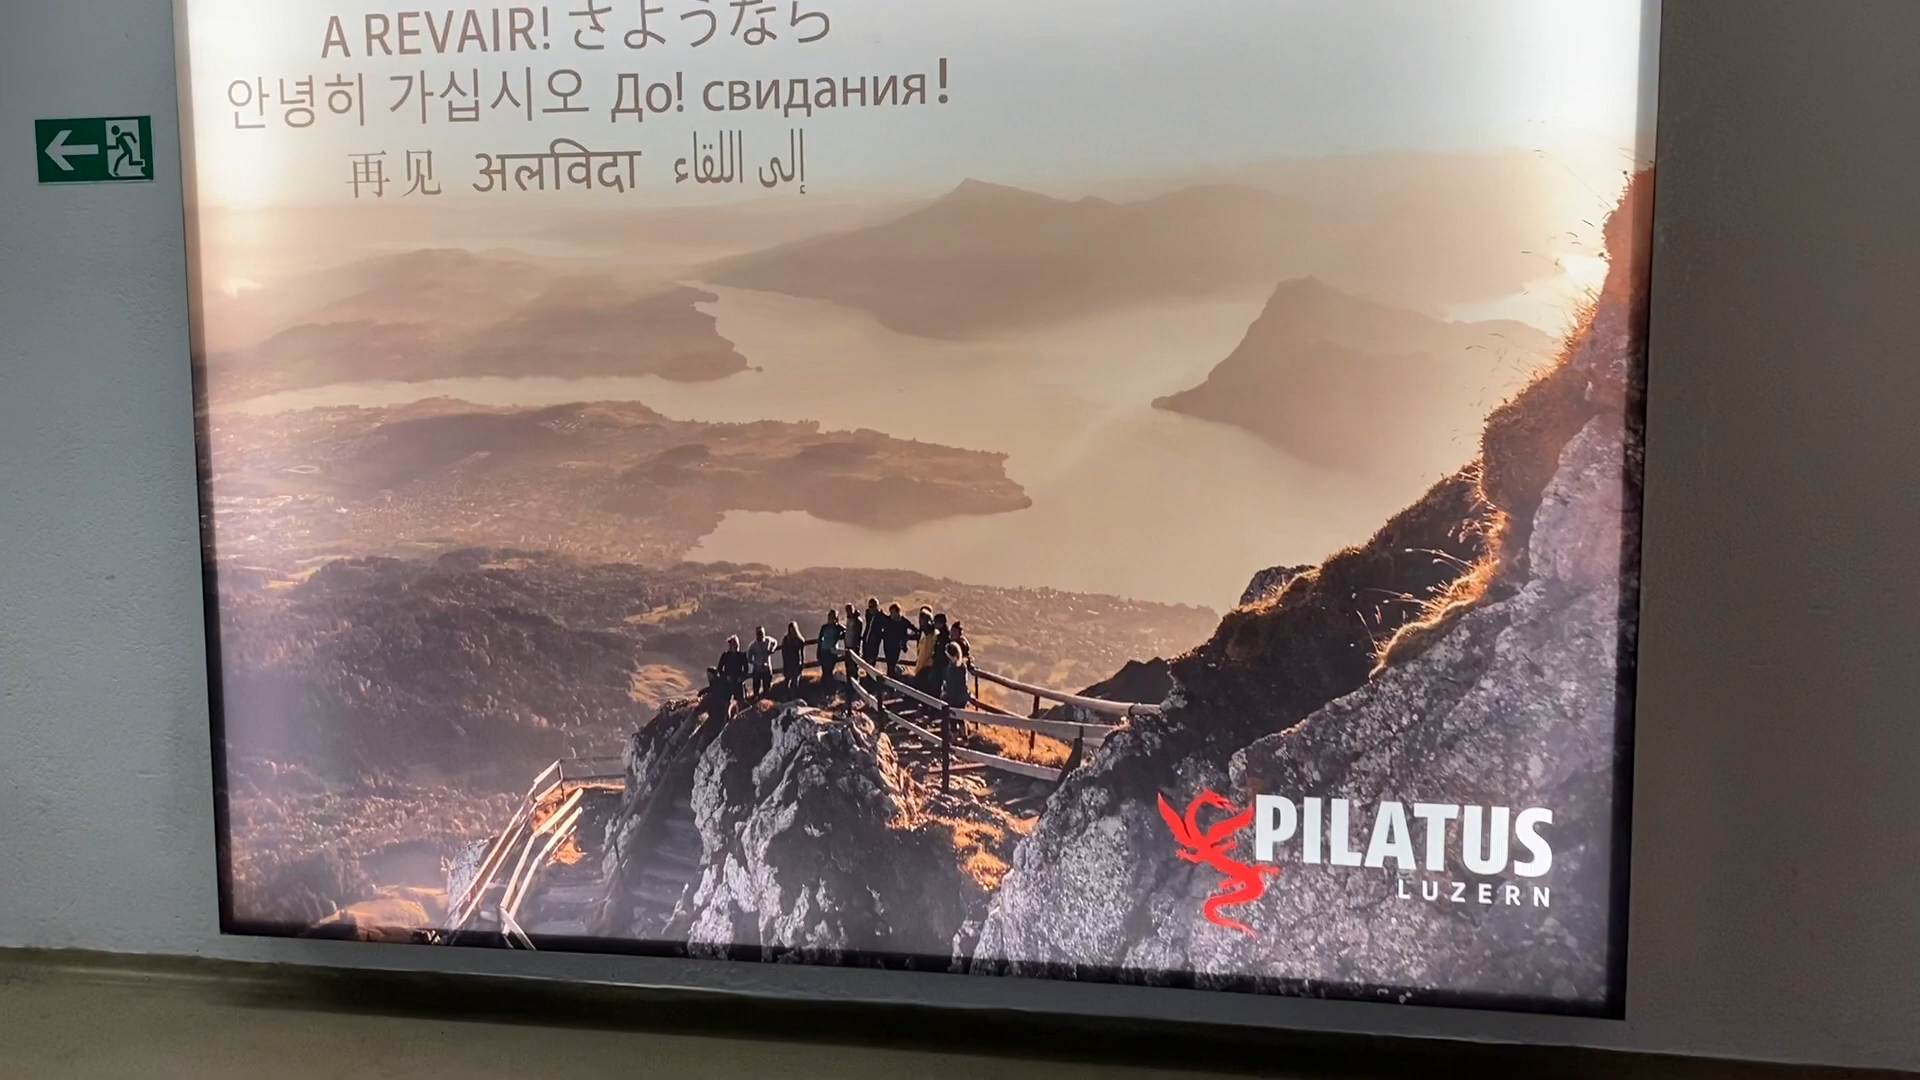 A REVAIR! さようなら
안녕히 가십시오 До! свидания!
再见 अलविदा إلى اللقاء
PILATUS
LUZERN